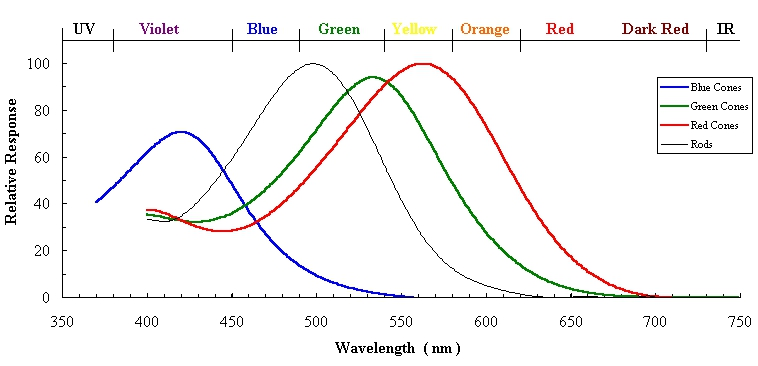 UV Violet Blue Green Yellow Orange Red Dark Red IR
100
80
60
40
20
0
Relative Response
Blue Cones
Green Cones
Red Cones
Rods
350 400 450 500 550 600 650 700 750
Wavelength ( nm )